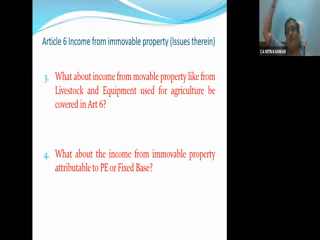 Article 6 Income from immovable property (Issues therein)
3. What about income from movable property like from
Livestock and Equipment used for agriculture be
covered in Art 6?
4. What about the income from immovable property
attributable to PE or Fixed Base?
CA NITIN KANWAR